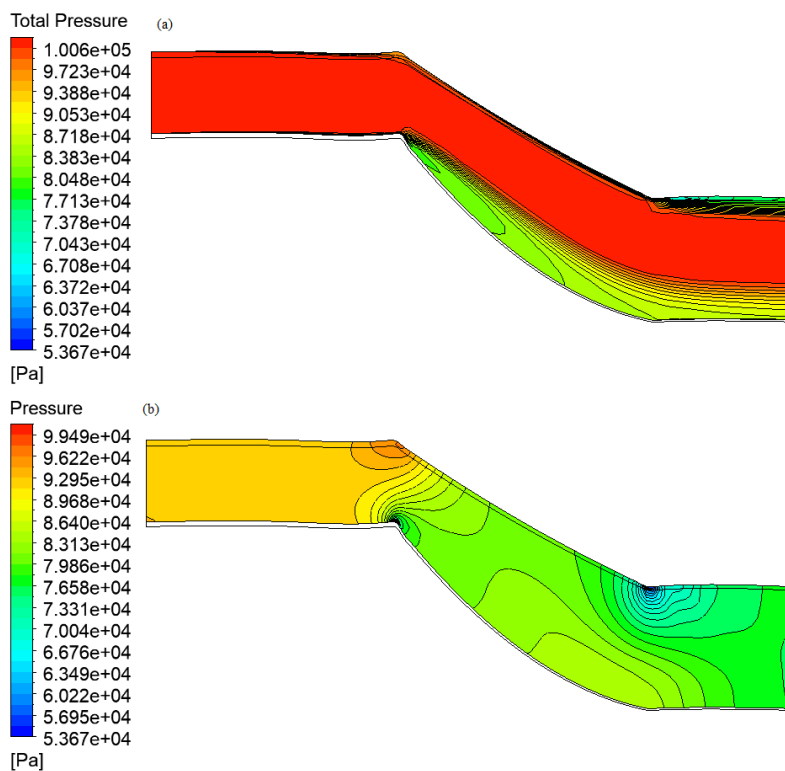 Total Pressure
(a)
1.006e+05
9.723e+04
9.388e+04
9.053e+04
8.718e+04
8.383e+04
8.048e+04
7.713e+04
7.378e+04
7.043e+04
6.708e+04
6.372e+04
6.037e+04
5.702e+04
5.367e+04
[Pa]
Pressure
(b)
9.949e+04
9.622e+04
9.295e+04
8.968e+04
8.640e+04
8.313e+04
7.986e+04
7.658e+04
7.331e+04
7.004e+04
6.676e+04
6.349e+04
6.022e+04
5.695e+04
5.367e+04
[Pa]